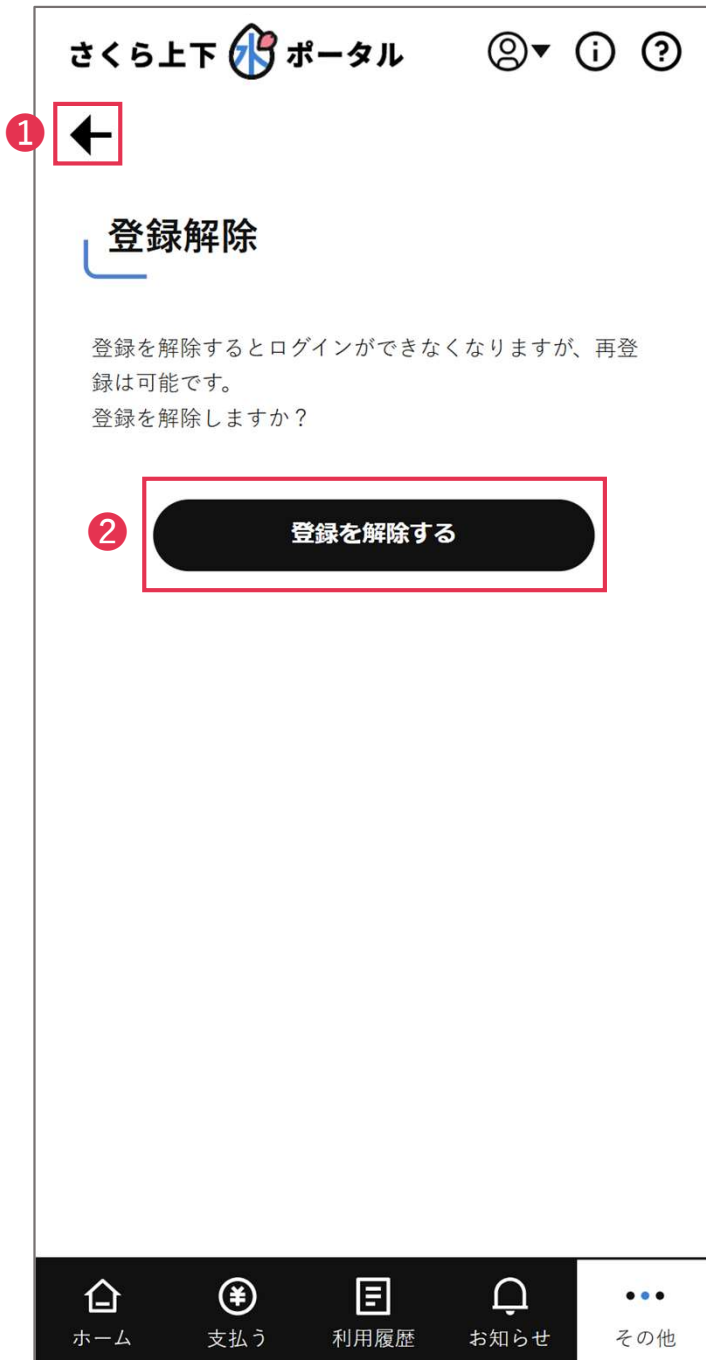 さくら上下水ポータル
1
登録解除
登録を解除するとログインができなくなりますが、再登
録は可能です。
登録を解除しますか？
2
登録を解除する
ホーム 支払う 利用履歴 お知らせ その他